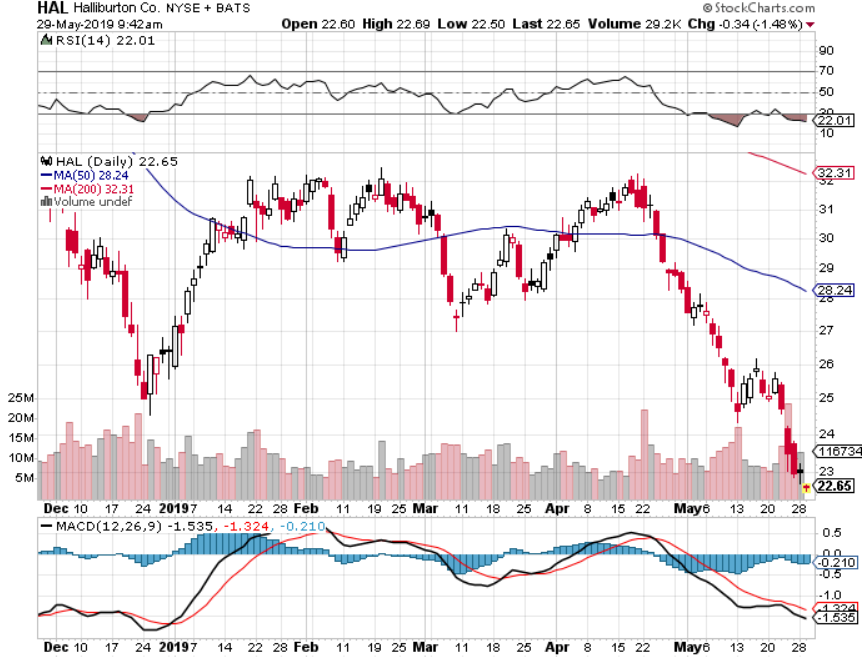 HAL Halliburton Co. NYSE + BATS © StockCharts.com
29-May-2019 9:42am Open 22.60 High 22.69 Low 22.50 Last 22.65 Volume 29.2K Chg -0.34 (-1.48%)
RSI(14) 22.01
90
70
50
30
22.01
10
HAL (Daily) 22.65
MA(50) 28.24
MA(200) 32.31
Volume undef
32.31
32
31
30
29
28.24
28
27
26
25
24
116734
23
22.65
25M
20M
15M
10M
5M
Dec 10 17 24 2019 7 14 22 28 Feb 11 19 25 Mar 11 18 25 Apr 8 15 22 May 6 13 20 28
MACD(12,26,9) -1.535, -1.324, -0.210
0.5
0.0
-0.210
-0.5
-1.0
-1.324
-1.535
Dec 10 17 24 2019 7 14 22 28 Feb 11 19 25 Mar 11 18 25 Apr 8 15 22 May 6 13 20 28